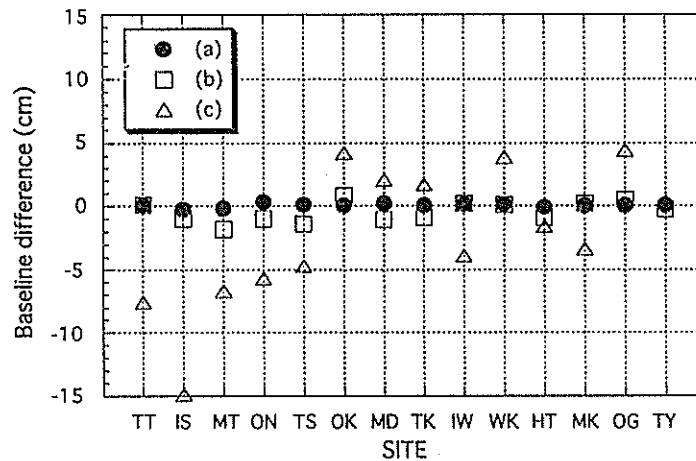 15
(a)
10
(b)
(c)
5
0
-5
-10
-15
Baseline difference (cm)
TT IS MT ON TS OK MD TK IW WK HT MK OG TY
SITE